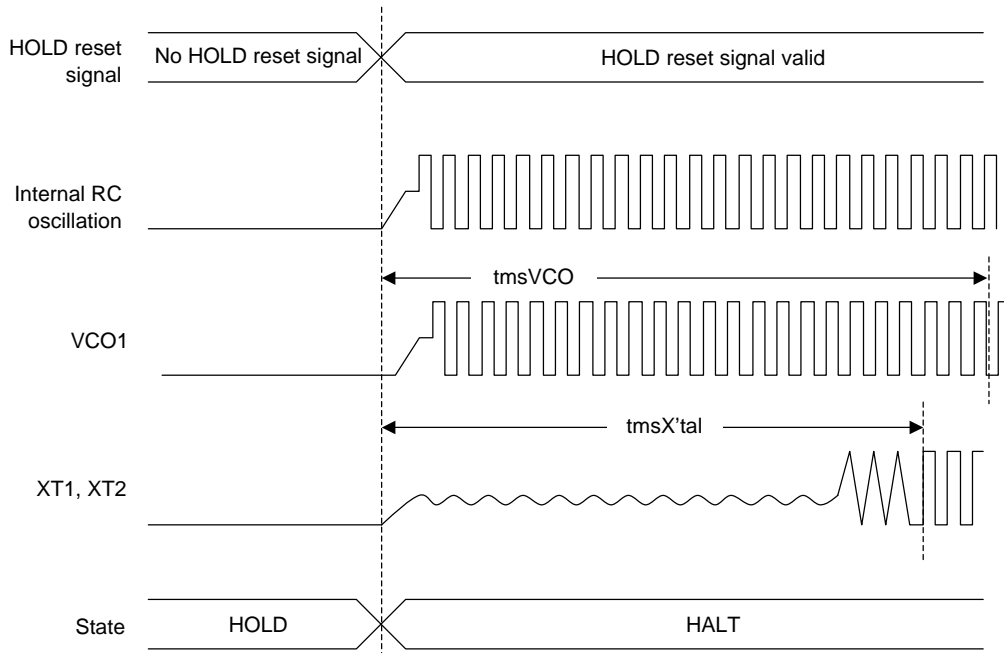 HOLD reset
signal
No HOLD reset signal
HOLD reset signal valid
Internal RC
oscillation
tmsVCO
VCO1
tmsX'tal
XT1, XT2
State
HOLD
HALT